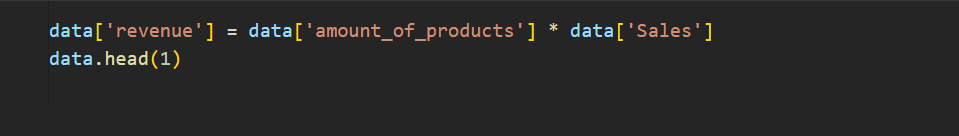 data['revenue'] = data['amount_of_products'] * data['Sales']
data.head(1)